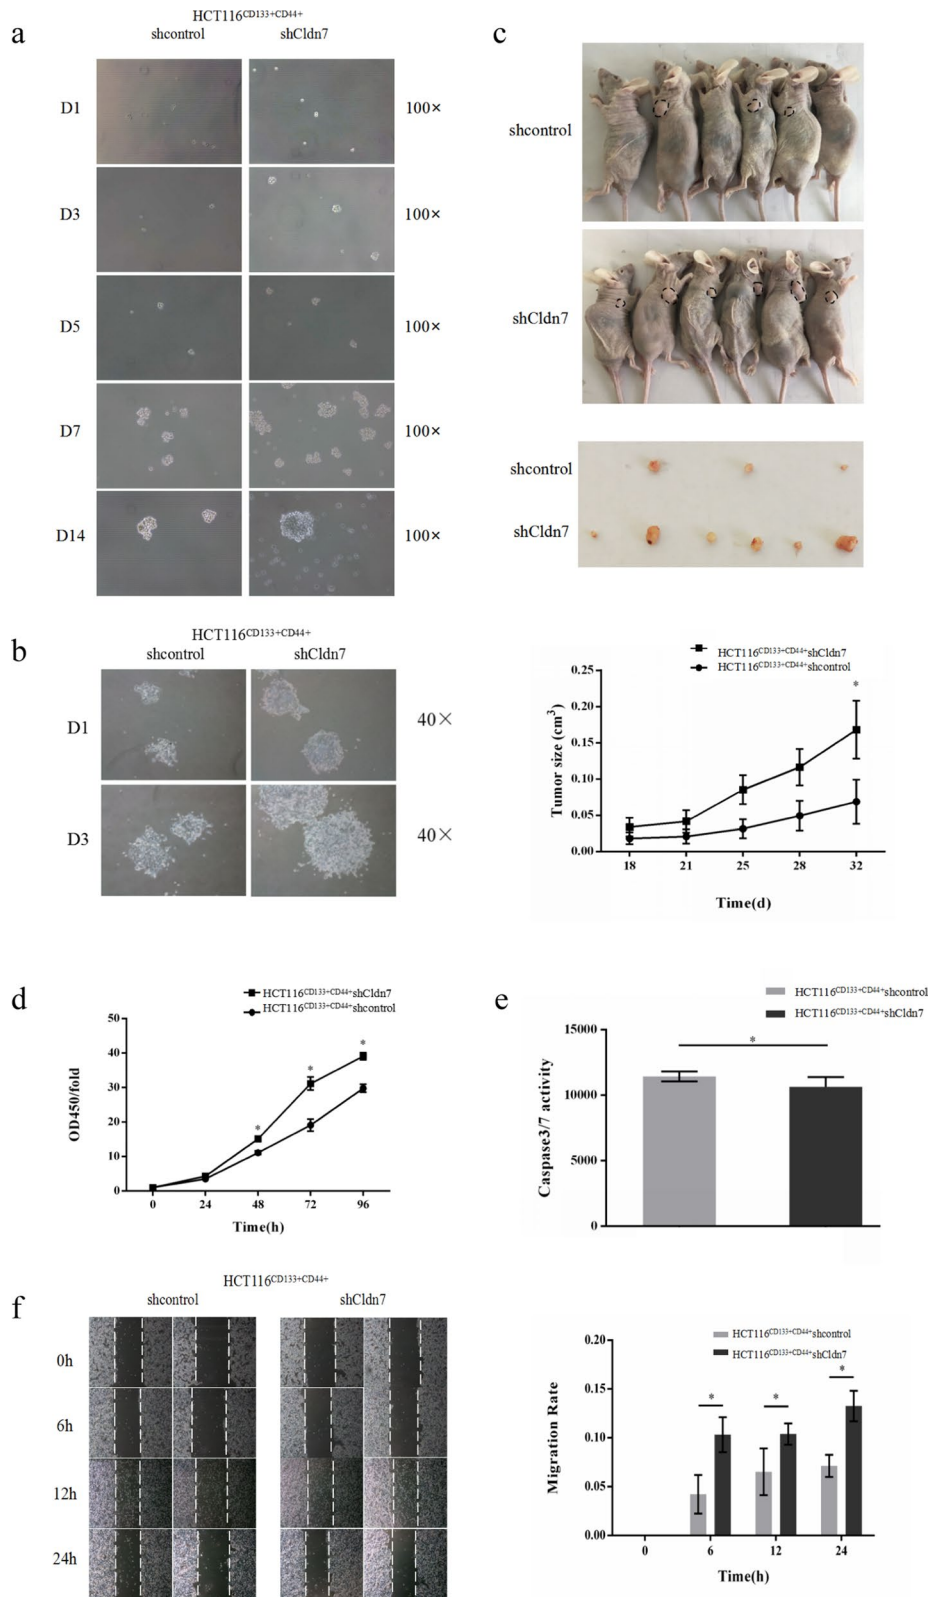 a
HCT116CD133+CD44+
shcontrol shCldn7
D1 100×
D3 100×
D5 100×
D7 100×
D14 100×
b
HCT116CD133+CD44+
shcontrol shCldn7
D1 40×
D3 40×
c
shcontrol
shCldn7
shcontrol
shCldn7
HCT116CD133+CD44+shCldn7
HCT116CD133+CD44+shcontrol
*
Tumor size (cm3)
0.25
0.20
0.15
0.10
0.05
0.00
18 21 25 28 32
Time(d)
d
HCT116CD133+CD44+shCldn7
HCT116CD133+CD44+shcontrol
* * *
OD450/fold
50
40
30
20
10
0
0 24 48 72 96
Time(h)
e
HCT116CD133+CD44+shcontrol
HCT116CD133+CD44+shCldn7
*
Caspase3/7 activity
15000
10000
5000
0
f
HCT116CD133+CD44+
shcontrol shCldn7
0h
6h
12h
24h
HCT116CD133+CD44+shcontrol
HCT116CD133+CD44+shCldn7
* * *
Migration Rate
0.20
0.15
0.10
0.05
0.00
0 6 12 24
Time(h)